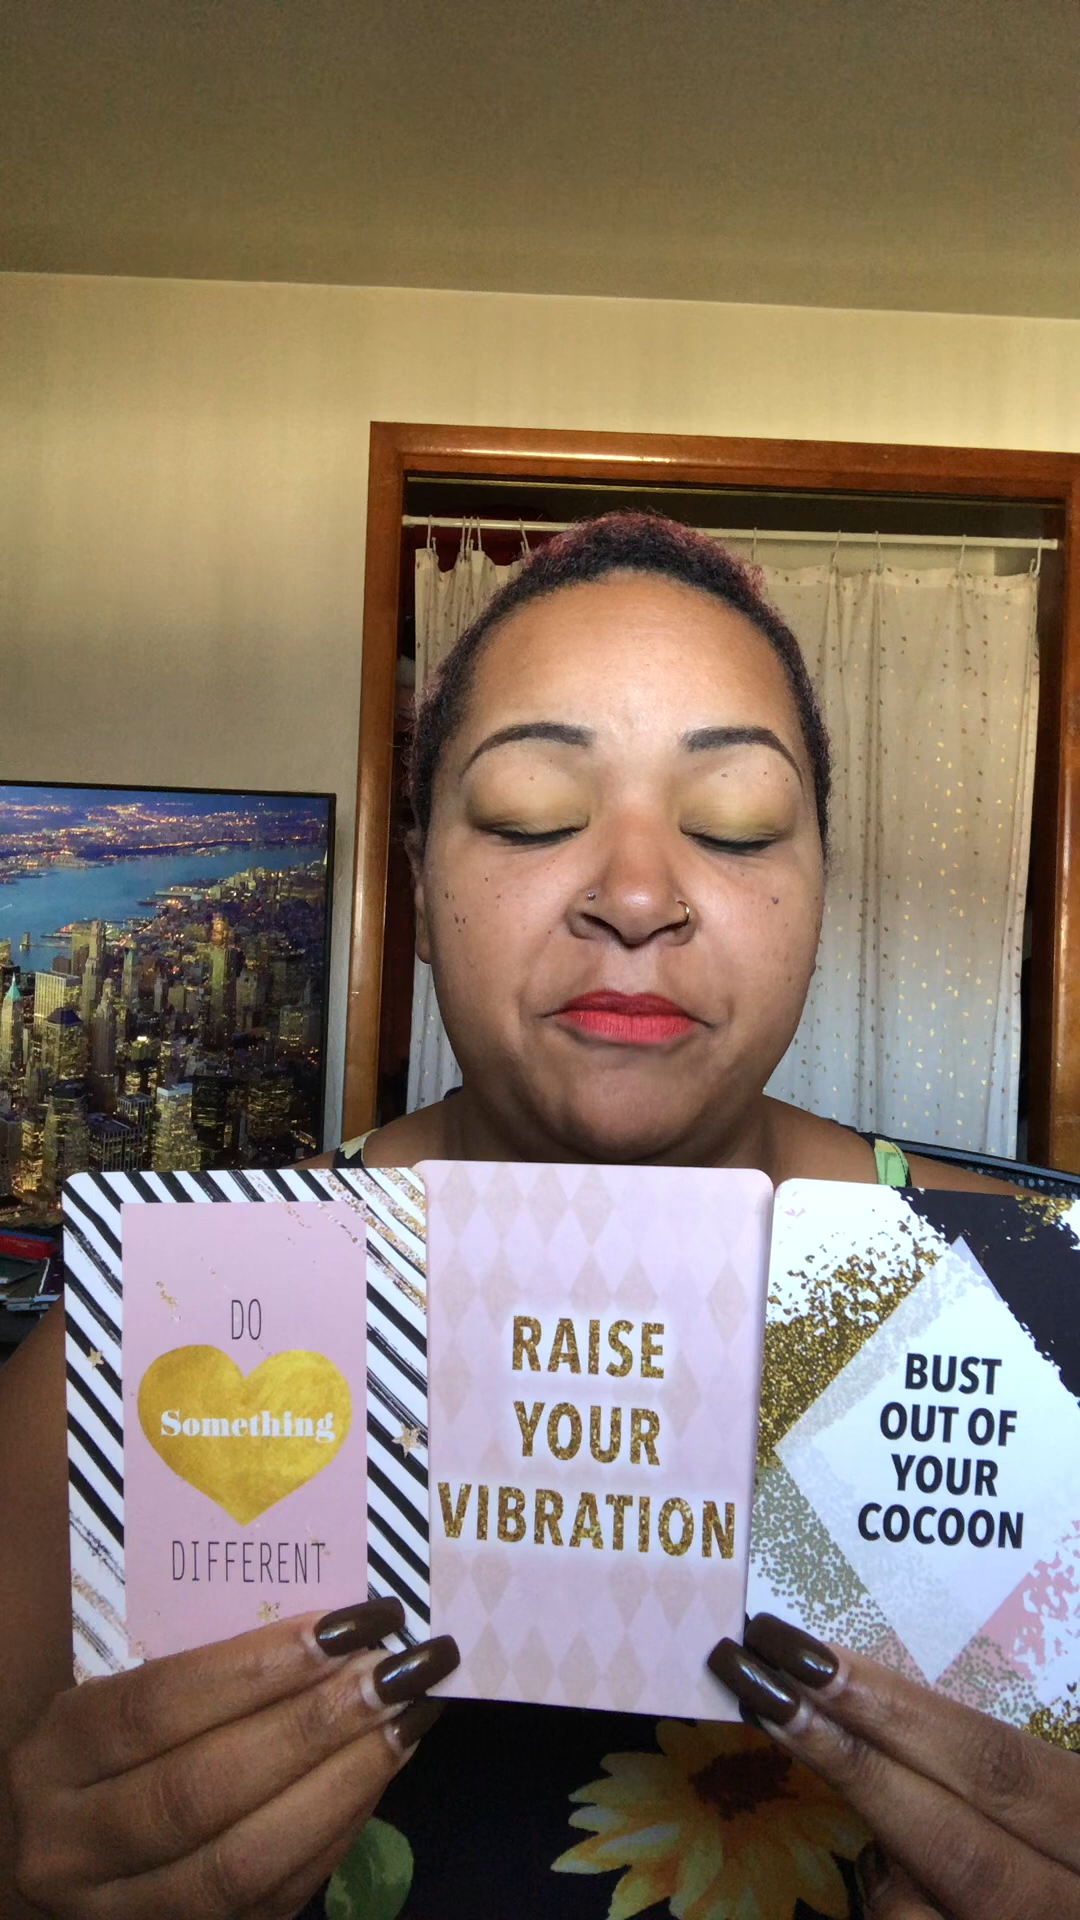 DO
Something
DIFFERENT
RAISE
YOUR
VIBRATION
BUST
OUT OF
YOUR
COCOON